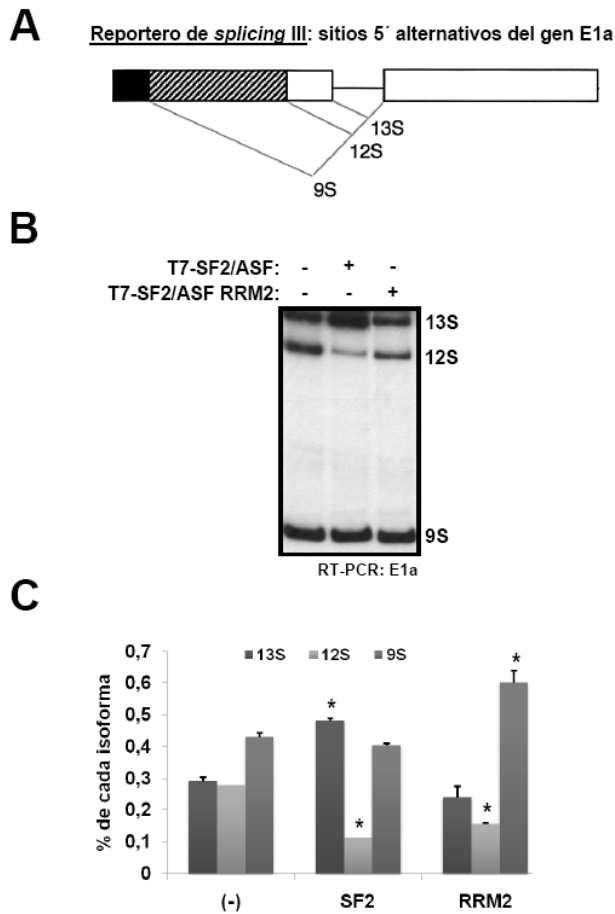 A
Reportero de splicing III: sitios 5´ alternativos del gen E1a
13S
12S
9S
B
T7-SF2/ASF: - + -
T7-SF2/ASF RRM2: - - +
13S
12S
9S
RT-PCR: E1a
C
0,7
0,6
0,5
0,4
0,3
0,2
0,1
0
% de cada isoforma
13S 12S 9S
* * * *
(-) SF2 RRM2